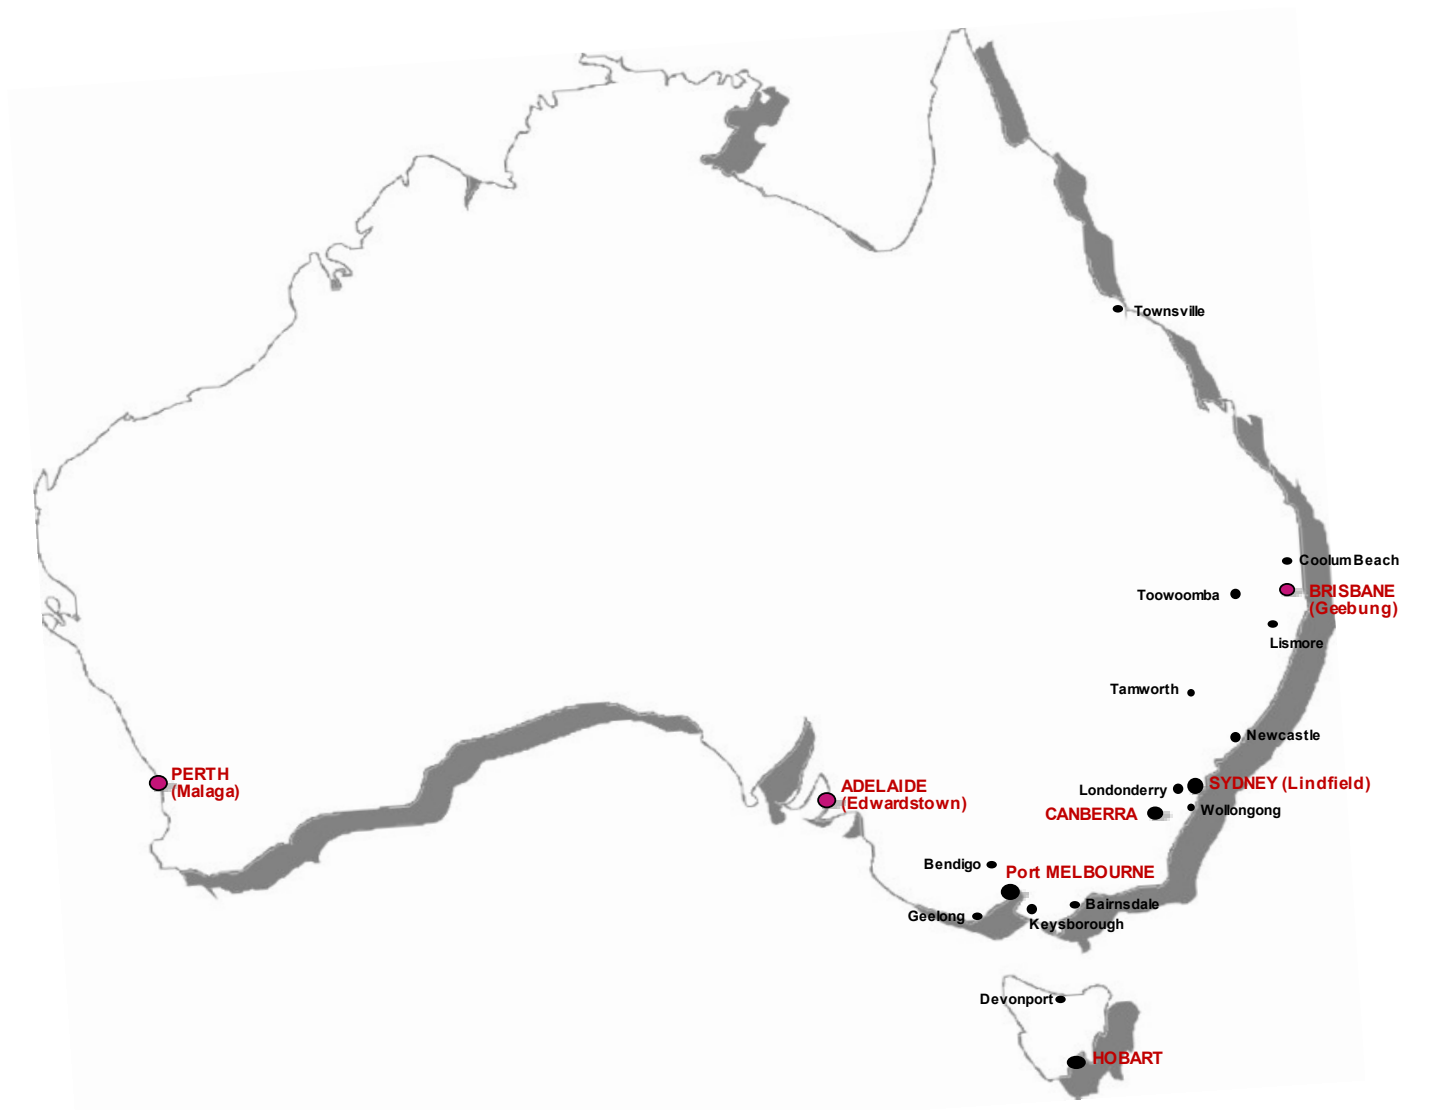 Townsville
Coolum Beach
BRISBANE
(Geebung)
Toowoomba
Lismore
Tamworth
Newcastle
PERTH
(Malaga)
ADELAIDE
(Edwardstown)
SYDNEY (Lindfield)
Londonderry
Wollongong
CANBERRA
Bendigo
Port MELBOURNE
Geelong
Bairnsdale
Keysborough
Devonport
HOBART